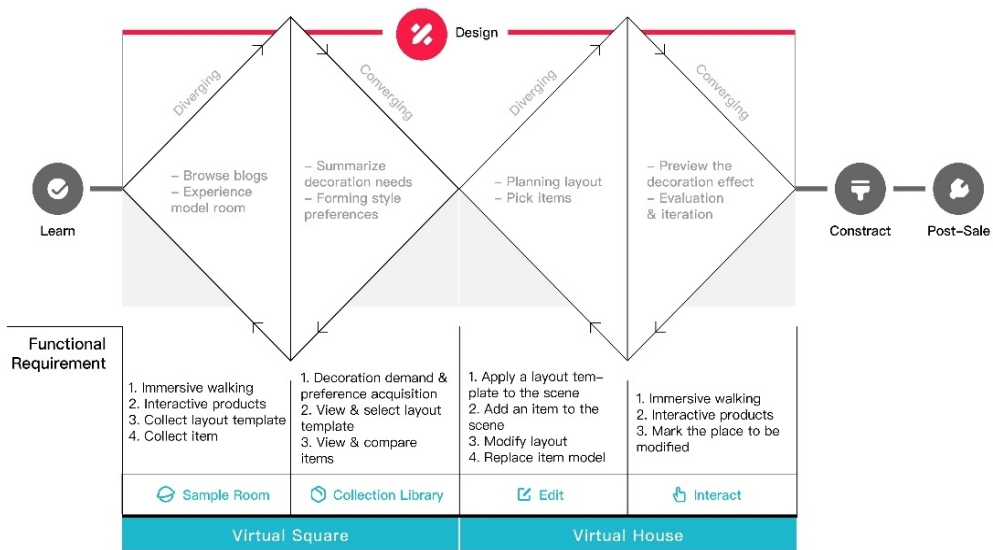 Design
Diverging
Converging
Diverging
Converging
– Browse blogs
– Experience
model room
– Summarize
decoration needs
– Forming style
preferences
– Planning layout
– Pick items
– Preview the
decoration effect
– Evaluation
& iteration
Learn
Constract
Post–Sale
Functional
Requirement
1. Immersive walking
2. Interactive products
3. Collect layout template
4. Collect item
1. Decoration demand &
preference acquisition
2. View & select layout
template
3. View & compare
items
1. Apply a layout tem–
plate to the scene
2. Add an item to the
scene
3. Modify layout
4. Replace item model
1. Immersive walking
2. Interactive products
3. Mark the place to be
modified
Sample Room
Collection Library
Edit
Interact
Virtual Square
Virtual House